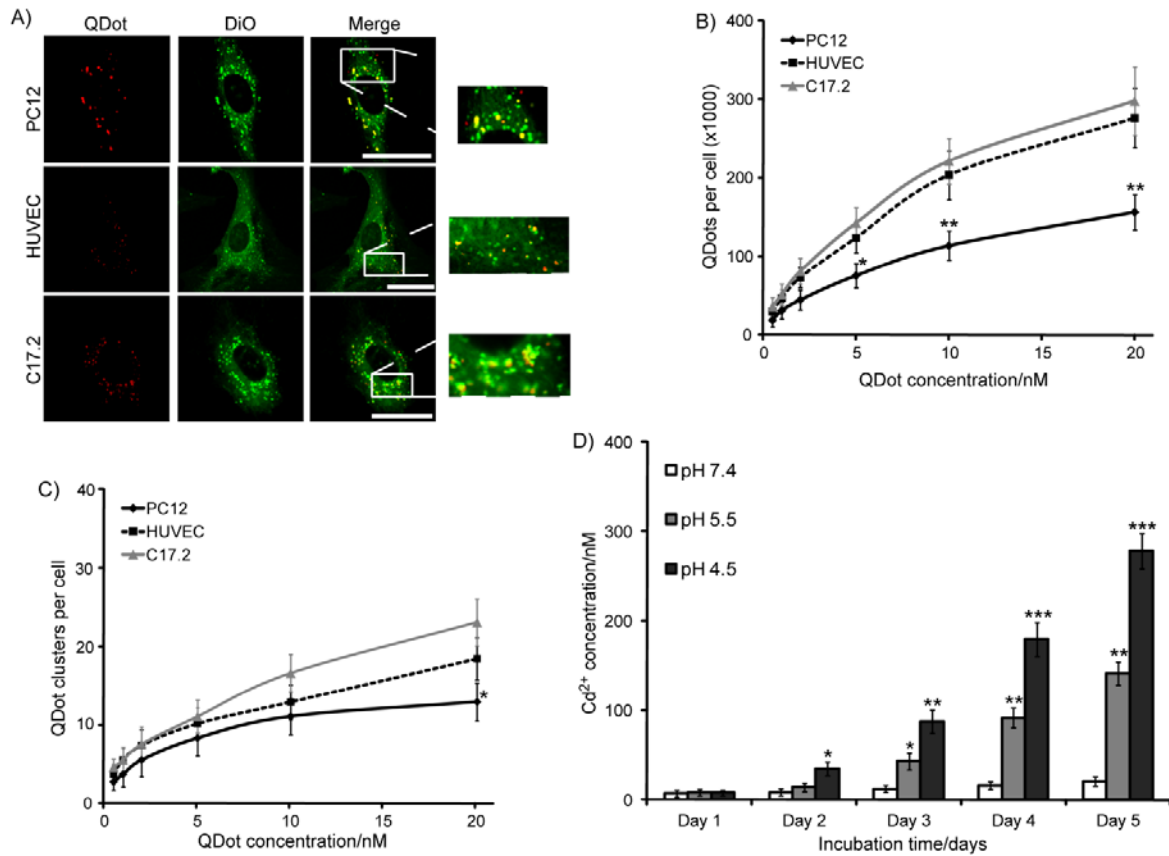 A)
QDot DiO Merge
PC12
HUVEC
C17.2
B)
PC12
HUVEC
C17.2
QDots per cell (x1000)
400
300
200
100
0
0 5 10 15 20
* ** **
QDot concentration/nM
C)
PC12
HUVEC
C17.2
QDot clusters per cell
40
30
20
10
0
0 5 10 15 20
*
QDot concentration/nM
D)
pH 7.4
pH 5.5
pH 4.5
Cd²⁺ concentration/nM
400
300
200
100
0
* * ** ** *** ** ***
Day 1 Day 2 Day 3 Day 4 Day 5
Incubation time/days